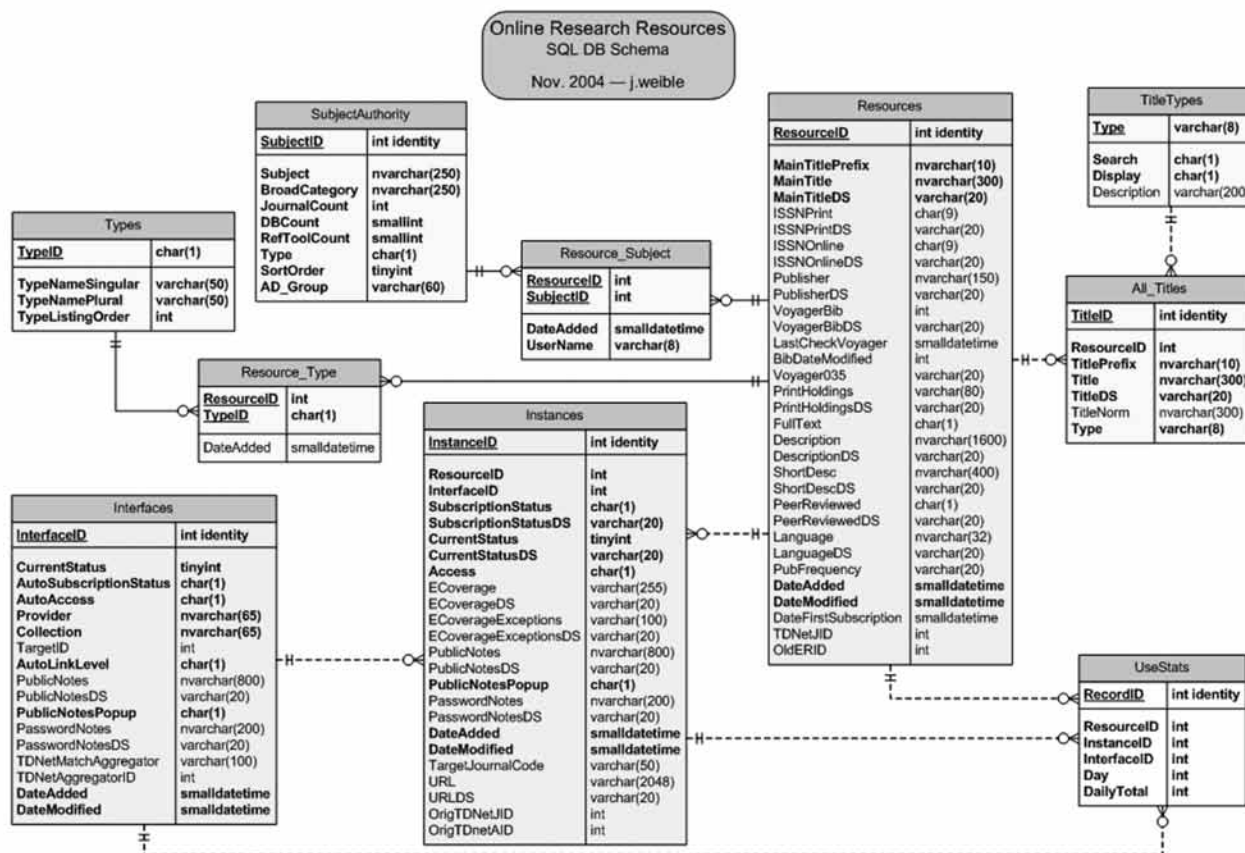 Online Research Resources
SQL DB Schema
Nov. 2004 — j.weible
SubjectAuthority
SubjectID int identity
Subject nvarchar(250)
BroadCategory nvarchar(250)
JournalCount int
DBCount smallint
RefToolCount smallint
Type char(1)
SortOrder tinyint
AD_Group varchar(60)
Resources
ResourceID int identity
MainTitlePrefix nvarchar(10)
MainTitle nvarchar(300)
MainTitleDS varchar(20)
ISSNPrint char(9)
ISSNPrintDS varchar(20)
ISSNOnline char(9)
ISSNOnlineDS varchar(20)
Publisher nvarchar(150)
PublisherDS varchar(20)
VoyagerBib int
VoyagerBibDS varchar(20)
LastCheckVoyager smalldatetime
BibDateModified int
Voyager035 varchar(20)
PrintHoldings varchar(80)
PrintHoldingsDS varchar(20)
FullText char(1)
Description nvarchar(1600)
DescriptionDS varchar(20)
ShortDesc nvarchar(400)
ShortDescDS varchar(20)
PeerReviewed char(1)
PeerReviewedDS varchar(20)
Language nvarchar(32)
LanguageDS varchar(20)
PubFrequency varchar(20)
DateAdded smalldatetime
DateModified smalldatetime
DateFirstSubscription smalldatetime
TDNetJID int
OldERID int
TitleTypes
Type varchar(8)
Search char(1)
Display char(1)
Description varchar(200)
Types
TypeID char(1)
TypeNameSingular varchar(50)
TypeNamePlural varchar(50)
TypeListingOrder int
Resource_Subject
ResourceID int
SubjectID int
DateAdded smalldatetime
UserName varchar(8)
All_Titles
TitleID int identity
ResourceID int
TitlePrefix nvarchar(10)
Title nvarchar(300)
TitleDS varchar(20)
TitleNorm nvarchar(300)
Type varchar(8)
Resource_Type
ResourceID int
TypeID char(1)
DateAdded smalldatetime
Instances
InstanceID int identity
ResourceID int
InterfaceID int
SubscriptionStatus char(1)
SubscriptionStatusDS varchar(20)
CurrentStatus tinyint
CurrentStatusDS varchar(20)
Access char(1)
ECoverage varchar(255)
ECoverageDS varchar(20)
ECoverageExceptions varchar(100)
ECoverageExceptionsDS varchar(20)
PublicNotes nvarchar(800)
PublicNotesDS varchar(20)
PublicNotesPopup char(1)
PasswordNotes nvarchar(200)
PasswordNotesDS varchar(20)
DateAdded smalldatetime
DateModified smalldatetime
TargetJournalCode varchar(50)
URL varchar(2048)
URLDS varchar(20)
OrigTDNetJID int
OrigTDnetAID int
Interfaces
InterfaceID int identity
CurrentStatus tinyint
AutoSubscriptionStatus char(1)
AutoAccess char(1)
Provider nvarchar(65)
Collection nvarchar(65)
TargetID int
AutoLinkLevel char(1)
PublicNotes nvarchar(800)
PublicNotesDS varchar(20)
PublicNotesPopup char(1)
PasswordNotes nvarchar(200)
PasswordNotesDS varchar(20)
TDNetMatchAggregator varchar(100)
TDNetAggregatorID int
DateAdded smalldatetime
DateModified smalldatetime
UseStats
RecordID int identity
ResourceID int
InstanceID int
InterfaceID int
Day int
DailyTotal int